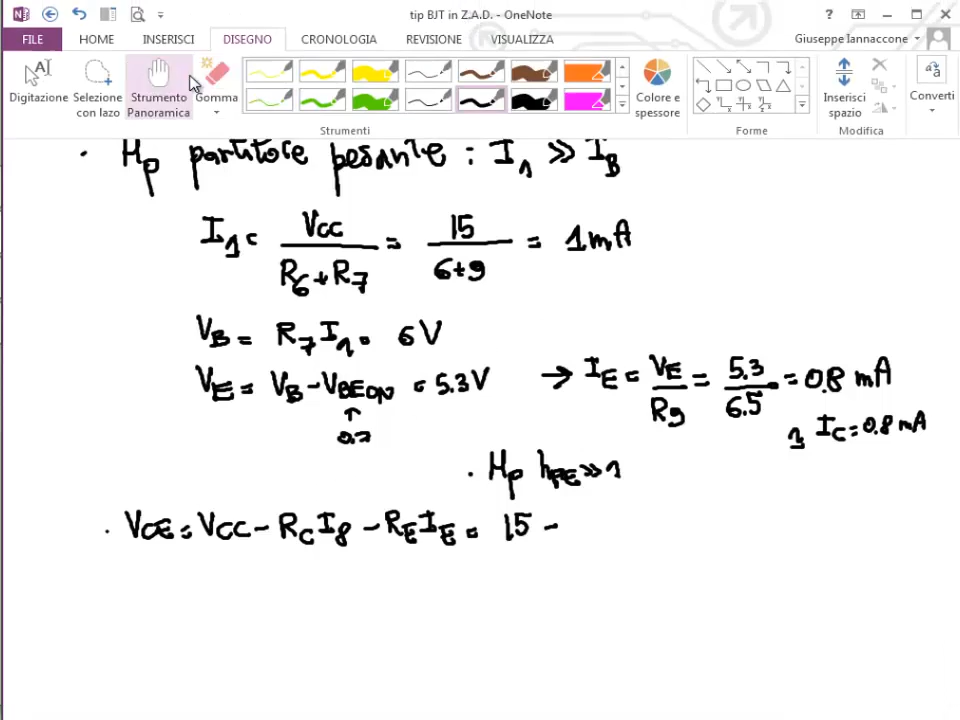 tip BJT in Z.A.D. - OneNote
?
FILE HOME INSERISCI DISEGNO CRONOLOGIA REVISIONE VISUALIZZA Giuseppe Iannaccone
Digitazione
Selezione con lazo
Strumento Panoramica
Gomma
Colore e spessore
Inserisci spazio
Converti
Strumenti Forme Modifica
· Hp partitore pesante : I1 >> IB
I1 = VCC / (R6+R7) = 15 / (6+9) = 1mA
VB = R7 I1 = 6V
VE = VB - VBEON = 5.3V → IE = VE / R9 = 5.3 / 6.5 = 0.8 mA
↑
0.7
IC = 0.8 mA
· Hp hFE >> 1
· VCE = VCC - RC I8 - RE IE = 15 -